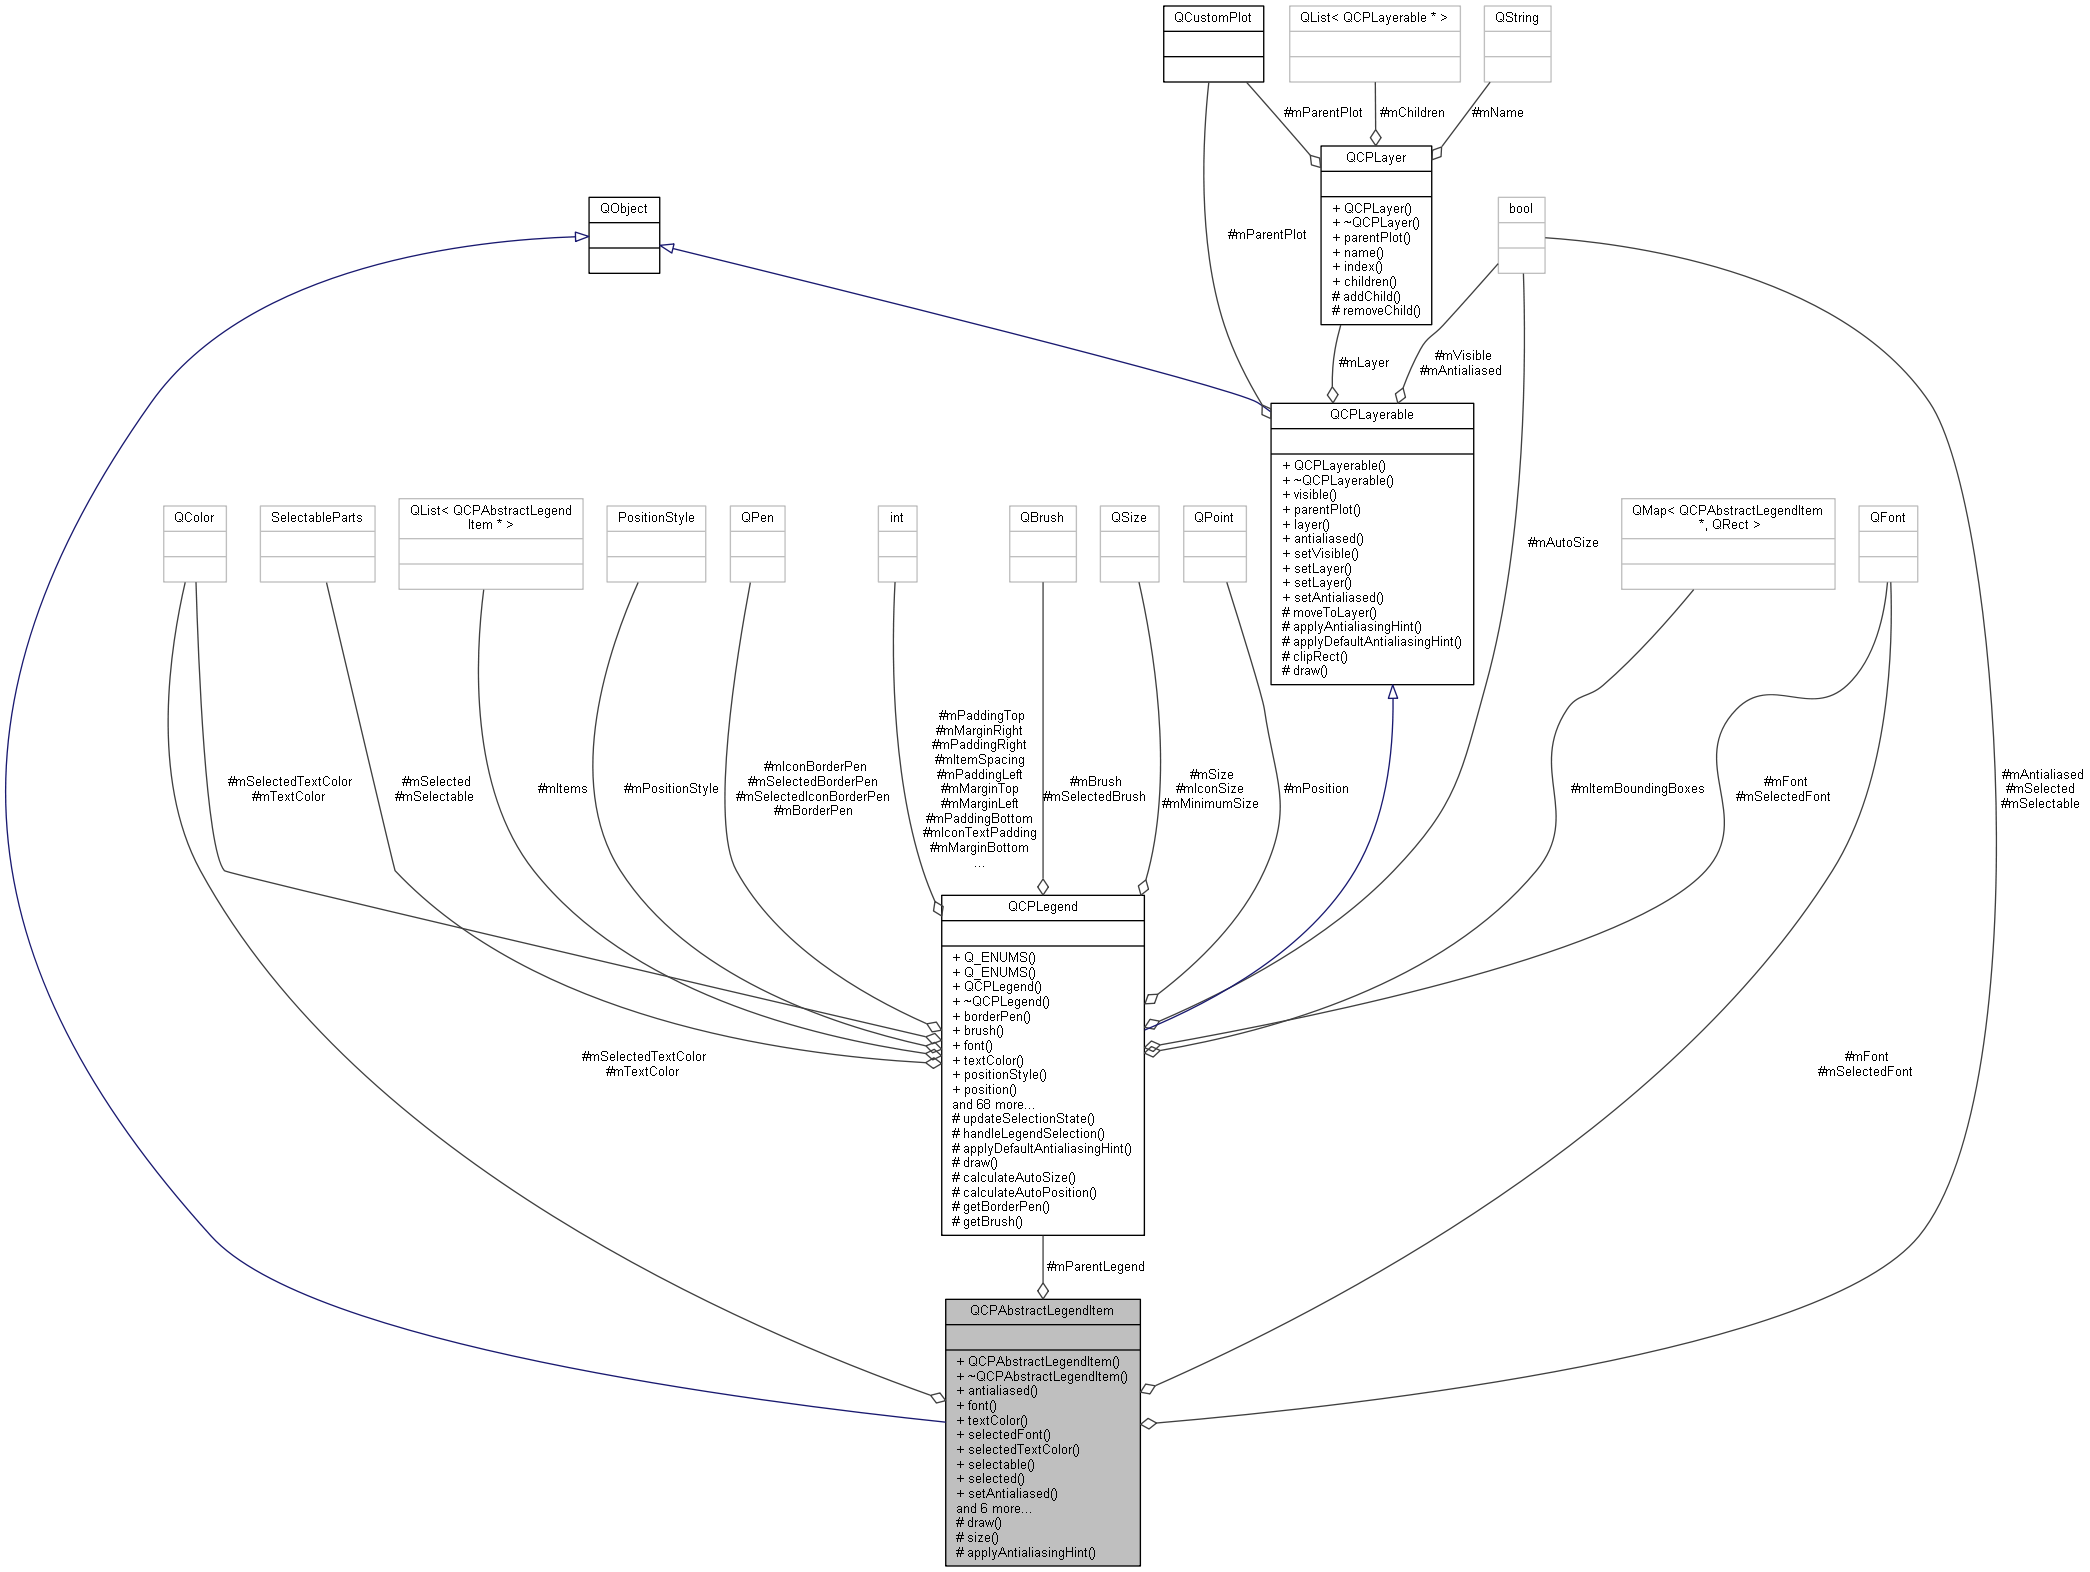 QCustomPlot
QList< QCPLayerable * >
QString
#mParentPlot
#mChildren
#mName
QCPLayer
+ QCPLayer()
+ ~QCPLayer()
+ parentPlot()
+ name()
+ index()
+ children()
# addChild()
# removeChild()
QObject
bool
#mParentPlot
#mLayer
#mVisible
#mAntialiased
QCPLayerable
+ QCPLayerable()
+ ~QCPLayerable()
+ visible()
+ parentPlot()
+ layer()
+ antialiased()
+ setVisible()
+ setLayer()
+ setLayer()
+ setAntialiased()
# moveToLayer()
# applyAntialiasingHint()
# applyDefaultAntialiasingHint()
# clipRect()
# draw()
#mAutoSize
QColor
SelectableParts
QList< QCPAbstractLegend
Item * >
PositionStyle
QPen
int
QBrush
QSize
QPoint
QMap< QCPAbstractLegendItem
*, QRect >
QFont
#mSelectedTextColor
#mTextColor
#mSelected
#mSelectable
#mItems
#mPositionStyle
#mIconBorderPen
#mSelectedBorderPen
#mSelectedIconBorderPen
#mBorderPen
#mPaddingTop
#mMarginRight
#mPaddingRight
#mItemSpacing
#mPaddingLeft
#mMarginTop
#mMarginLeft
#mPaddingBottom
#mIconTextPadding
#mMarginBottom
...
#mBrush
#mSelectedBrush
#mSize
#mIconSize
#mMinimumSize
#mPosition
#mItemBoundingBoxes
#mFont
#mSelectedFont
#mAntialiased
#mSelected
#mSelectable
QCPLegend
+ Q_ENUMS()
+ Q_ENUMS()
+ QCPLegend()
+ ~QCPLegend()
+ borderPen()
+ brush()
+ font()
+ textColor()
+ positionStyle()
+ position()
and 68 more...
# updateSelectionState()
# handleLegendSelection()
# applyDefaultAntialiasingHint()
# draw()
# calculateAutoSize()
# calculateAutoPosition()
# getBorderPen()
# getBrush()
#mSelectedTextColor
#mTextColor
#mFont
#mSelectedFont
#mParentLegend
QCPAbstractLegendItem
+ QCPAbstractLegendItem()
+ ~QCPAbstractLegendItem()
+ antialiased()
+ font()
+ textColor()
+ selectedFont()
+ selectedTextColor()
+ selectable()
+ selected()
+ setAntialiased()
and 6 more...
# draw()
# size()
# applyAntialiasingHint()